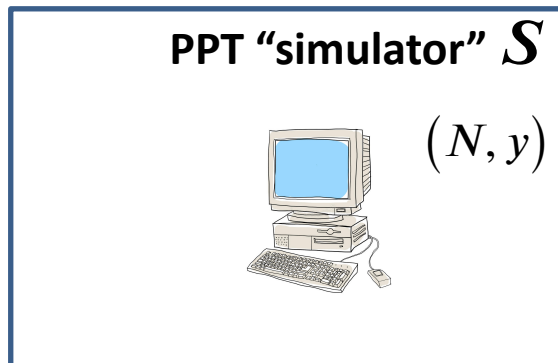 PPT “simulator” S
(N, y)